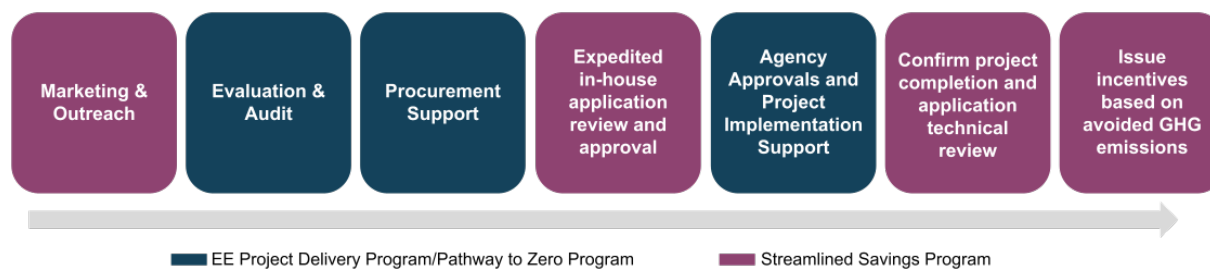 Marketing &
Outreach
Evaluation &
Audit
Procurement
Support
Expedited
in-house
application
review and
approval
Agency
Approvals and
Project
Implementation
Support
Confirm project
completion and
application
technical
review
Issue
incentives
based on
avoided GHG
emissions
EE Project Delivery Program/Pathway to Zero Program
Streamlined Savings Program